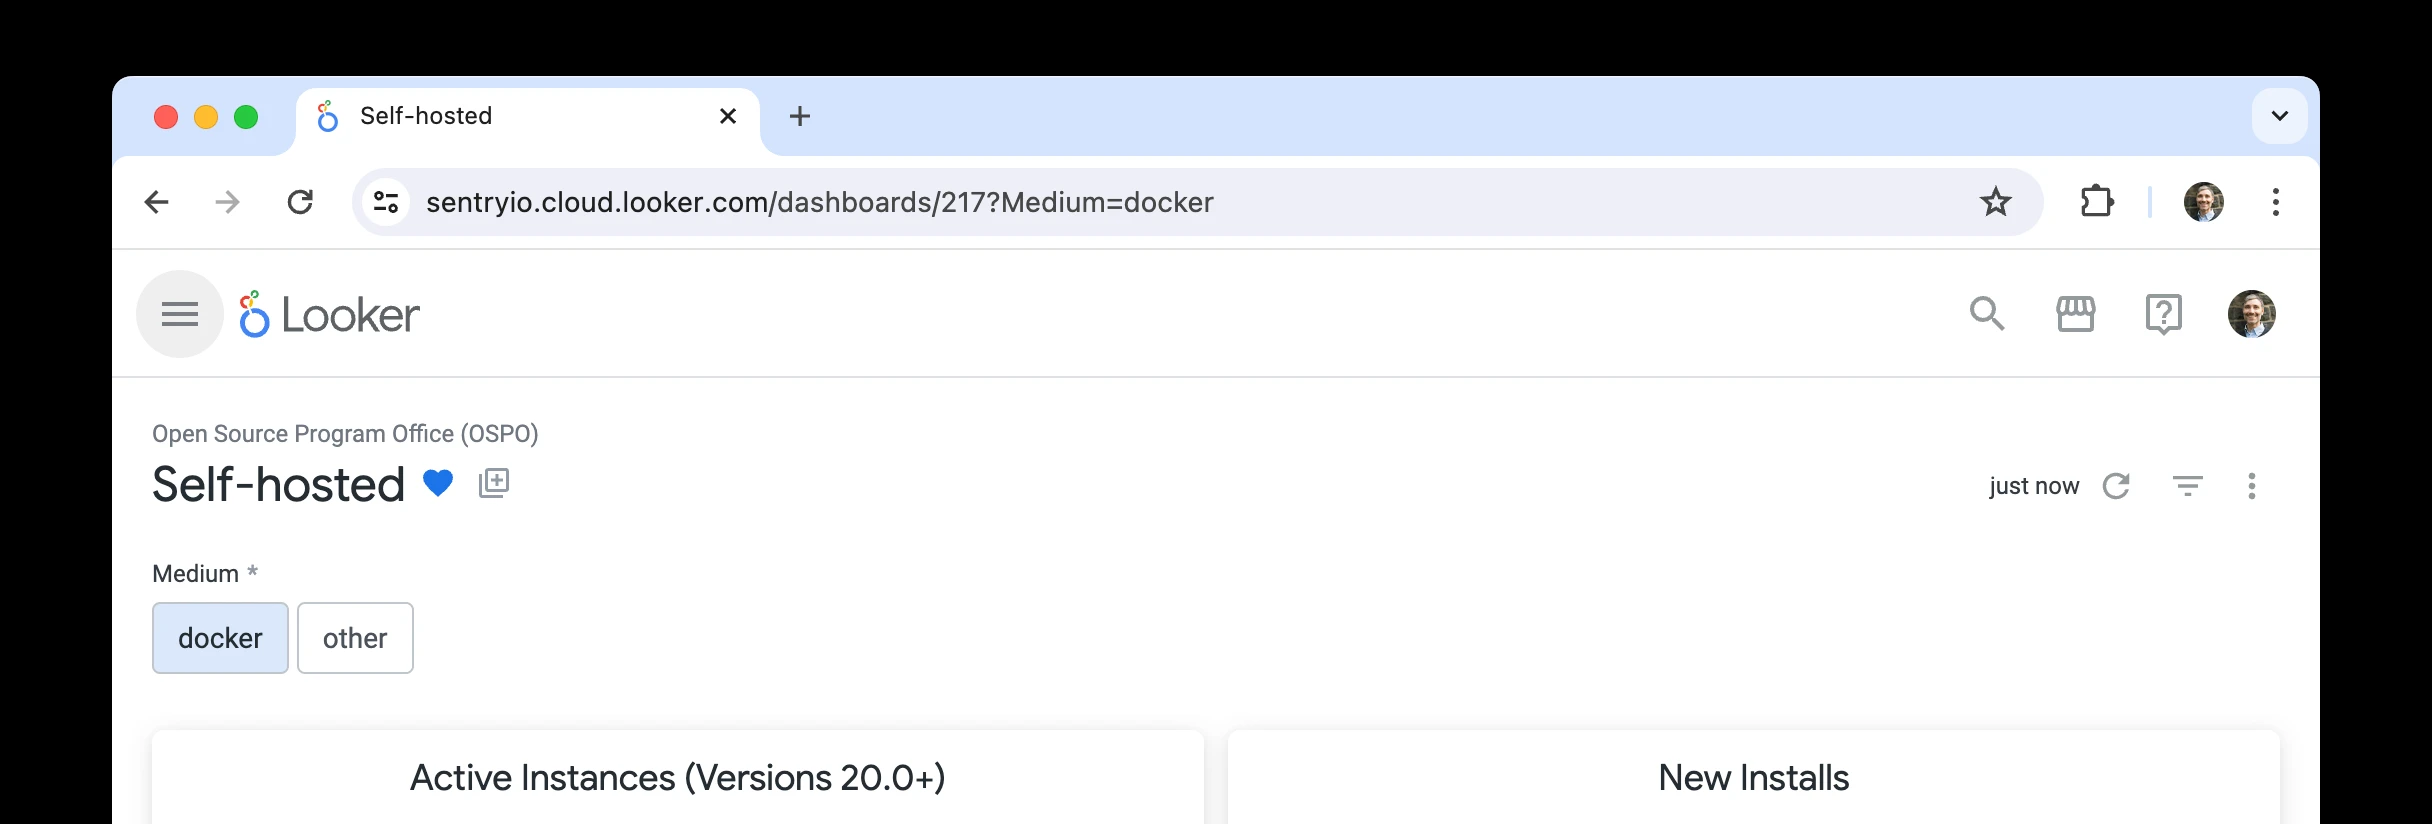 Self-hosted
sentryio.cloud.looker.com/dashboards/217?Medium=docker
Looker
Open Source Program Office (OSPO)
Self-hosted
just now
Medium *
docker other
Active Instances (Versions 20.0+)
New Installs